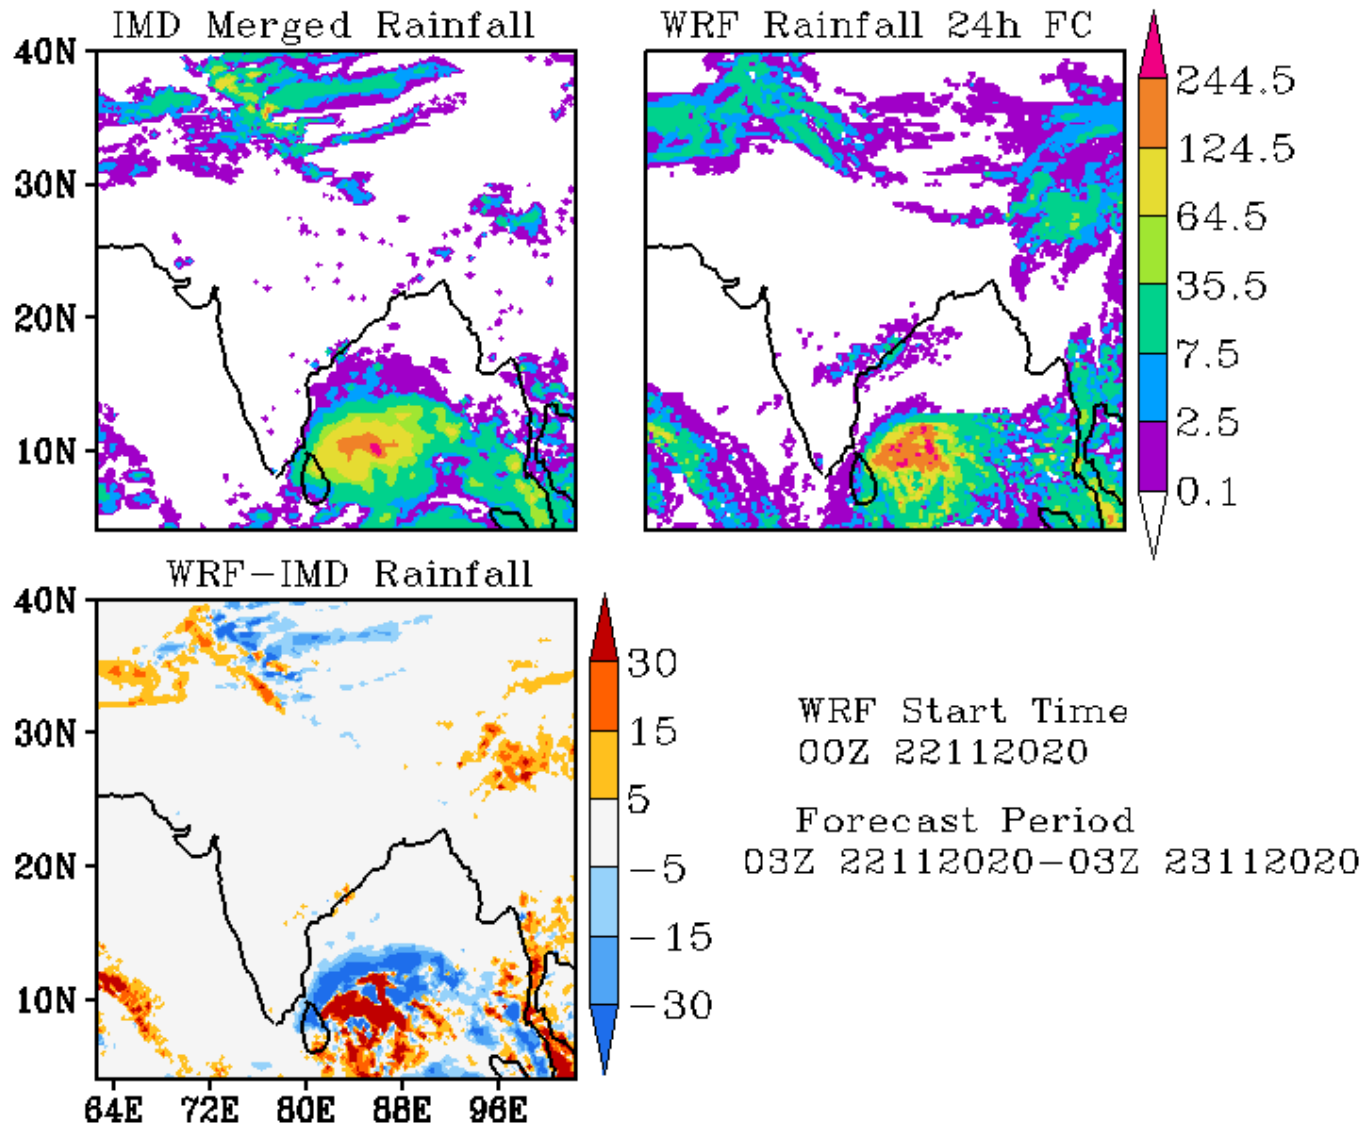 IMD Merged Rainfall
WRF Rainfall 24h FC
40N
30N
20N
10N
244.5
124.5
64.5
35.5
7.5
2.5
0.1
WRF-IMD Rainfall
40N
30N
20N
10N
64E 72E 80E 88E 96E
30
15
5
-5
-15
-30
WRF Start Time
00Z 22112020
Forecast Period
03Z 22112020-03Z 23112020